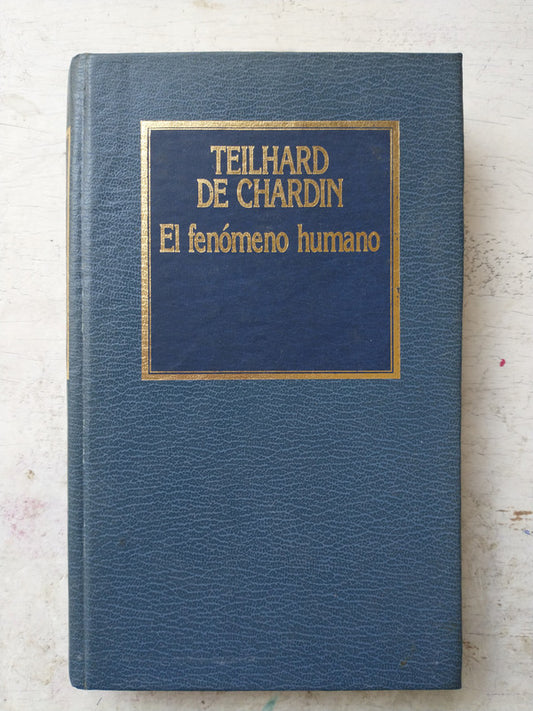 TEILHARD
DE CHARDIN
El fenómeno humano